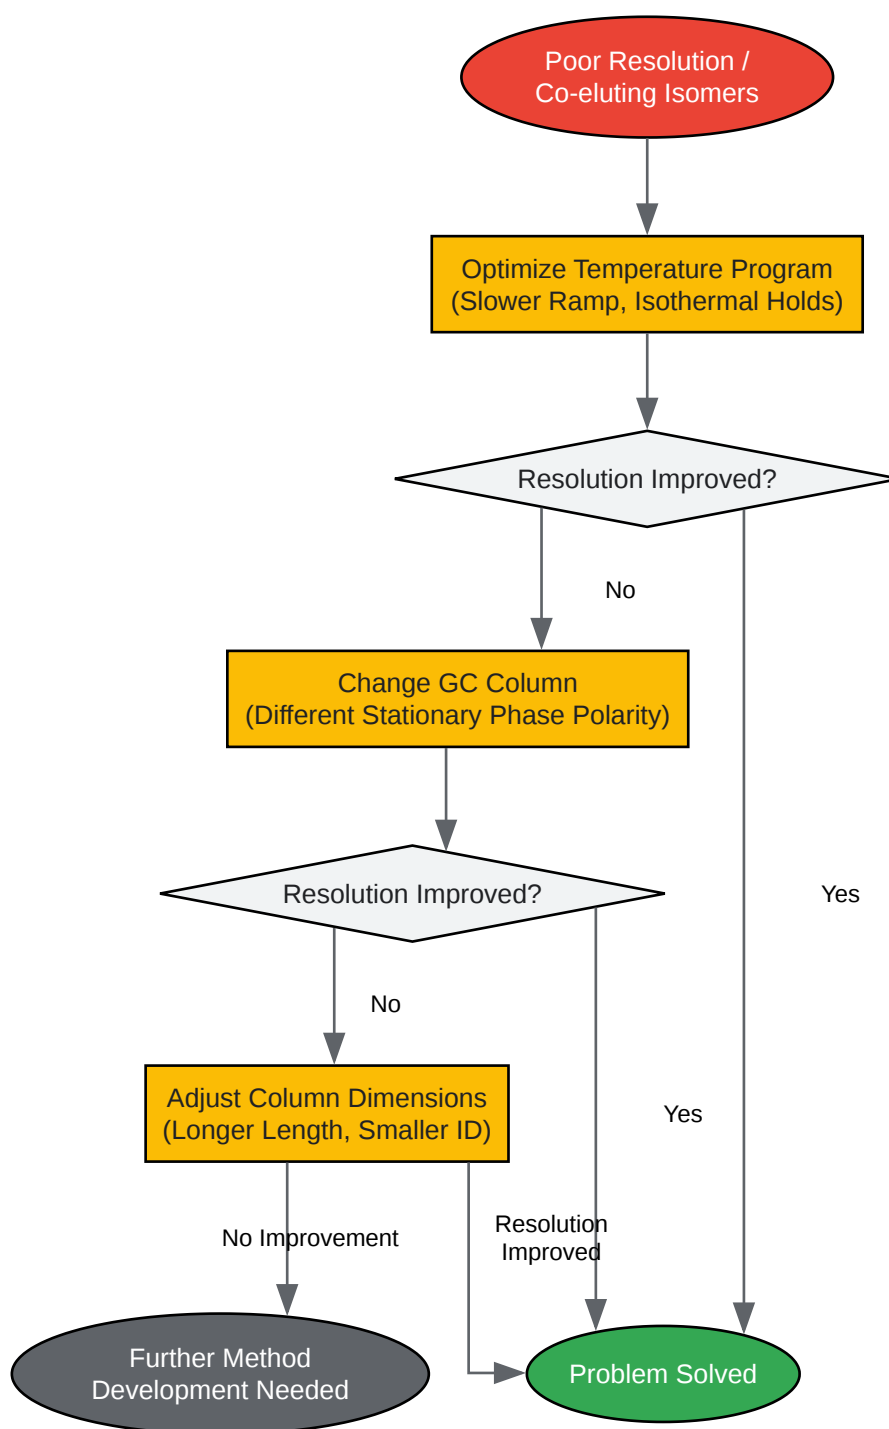 Poor Resolution /
Co-eluting Isomers
Optimize Temperature Program
(Slower Ramp, Isothermal Holds)
Resolution Improved?
No
Change GC Column
(Different Stationary Phase Polarity)
Resolution Improved?
Yes
No
Adjust Column Dimensions
(Longer Length, Smaller ID)
Yes
No Improvement
Resolution
Improved
Further Method
Development Needed
Problem Solved